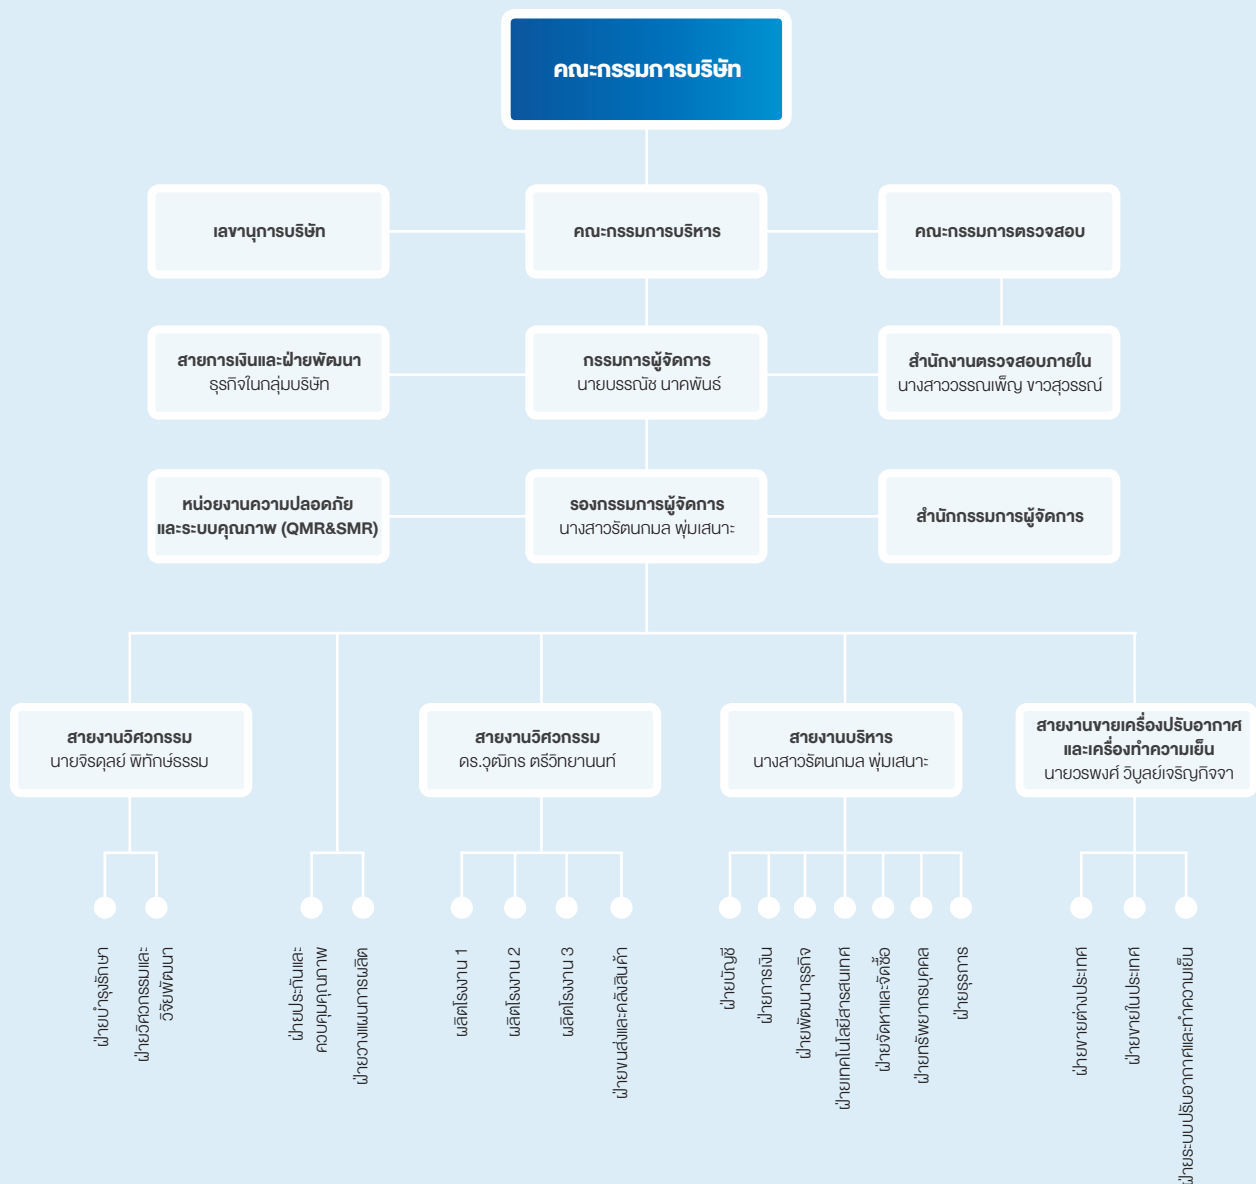 คณะกรรมการบริษัท
เลขานุการบริษัท
คณะกรรมการบริหาร
คณะกรรมการตรวจสอบ
สายการเงินและฝ่ายพัฒนา
ธุรกิจในกลุ่มบริษัท
กรรมการผู้จัดการ
นายบรรณัช นาคพันธ์
สำนักงานตรวจสอบภายใน
นางสาววรรณเพ็ญ ขาวสุวรรณ์
หน่วยงานความปลอดภัย
และระบบคุณภาพ (QMR&SMR)
รองกรรมการผู้จัดการ
นางสาวรัตนกมล พุ่มเสนาะ
สำนักกรรมการผู้จัดการ
สายงานวิศวกรรม
นายจิรดุลย์ พิทักษ์ธรรม
สายงานวิศวกรรม
ดร.วุฒิกร ตรีวิทยานนท์
สายงานบริหาร
นางสาวรัตนกมล พุ่มเสนาะ
สายงานขายเครื่องปรับอากาศ
และเครื่องทำความเย็น
นายวรพงศ์ วิบูลย์เจริญกิจจา
ฝ่ายบำรุงรักษา
ฝ่ายวิศวกรรมและ
วิจัยพัฒนา
ฝ่ายประกันและ
ควบคุมคุณภาพ
ฝ่ายวางแผนการผลิต
ผลิตโรงงาน 1
ผลิตโรงงาน 2
ผลิตโรงงาน 3
ฝ่ายขนส่งและคลังสินค้า
ฝ่ายบัญชี
ฝ่ายการเงิน
ฝ่ายพัฒนาธุรกิจ
ฝ่ายเทคโนโลยีสารสนเทศ
ฝ่ายจัดหาและจัดซื้อ
ฝ่ายทรัพยากรบุคคล
ฝ่ายธุรการ
ฝ่ายขายต่างประเทศ
ฝ่ายขายในประเทศ
ฝ่ายระบบปรับอากาศและทำความเย็น